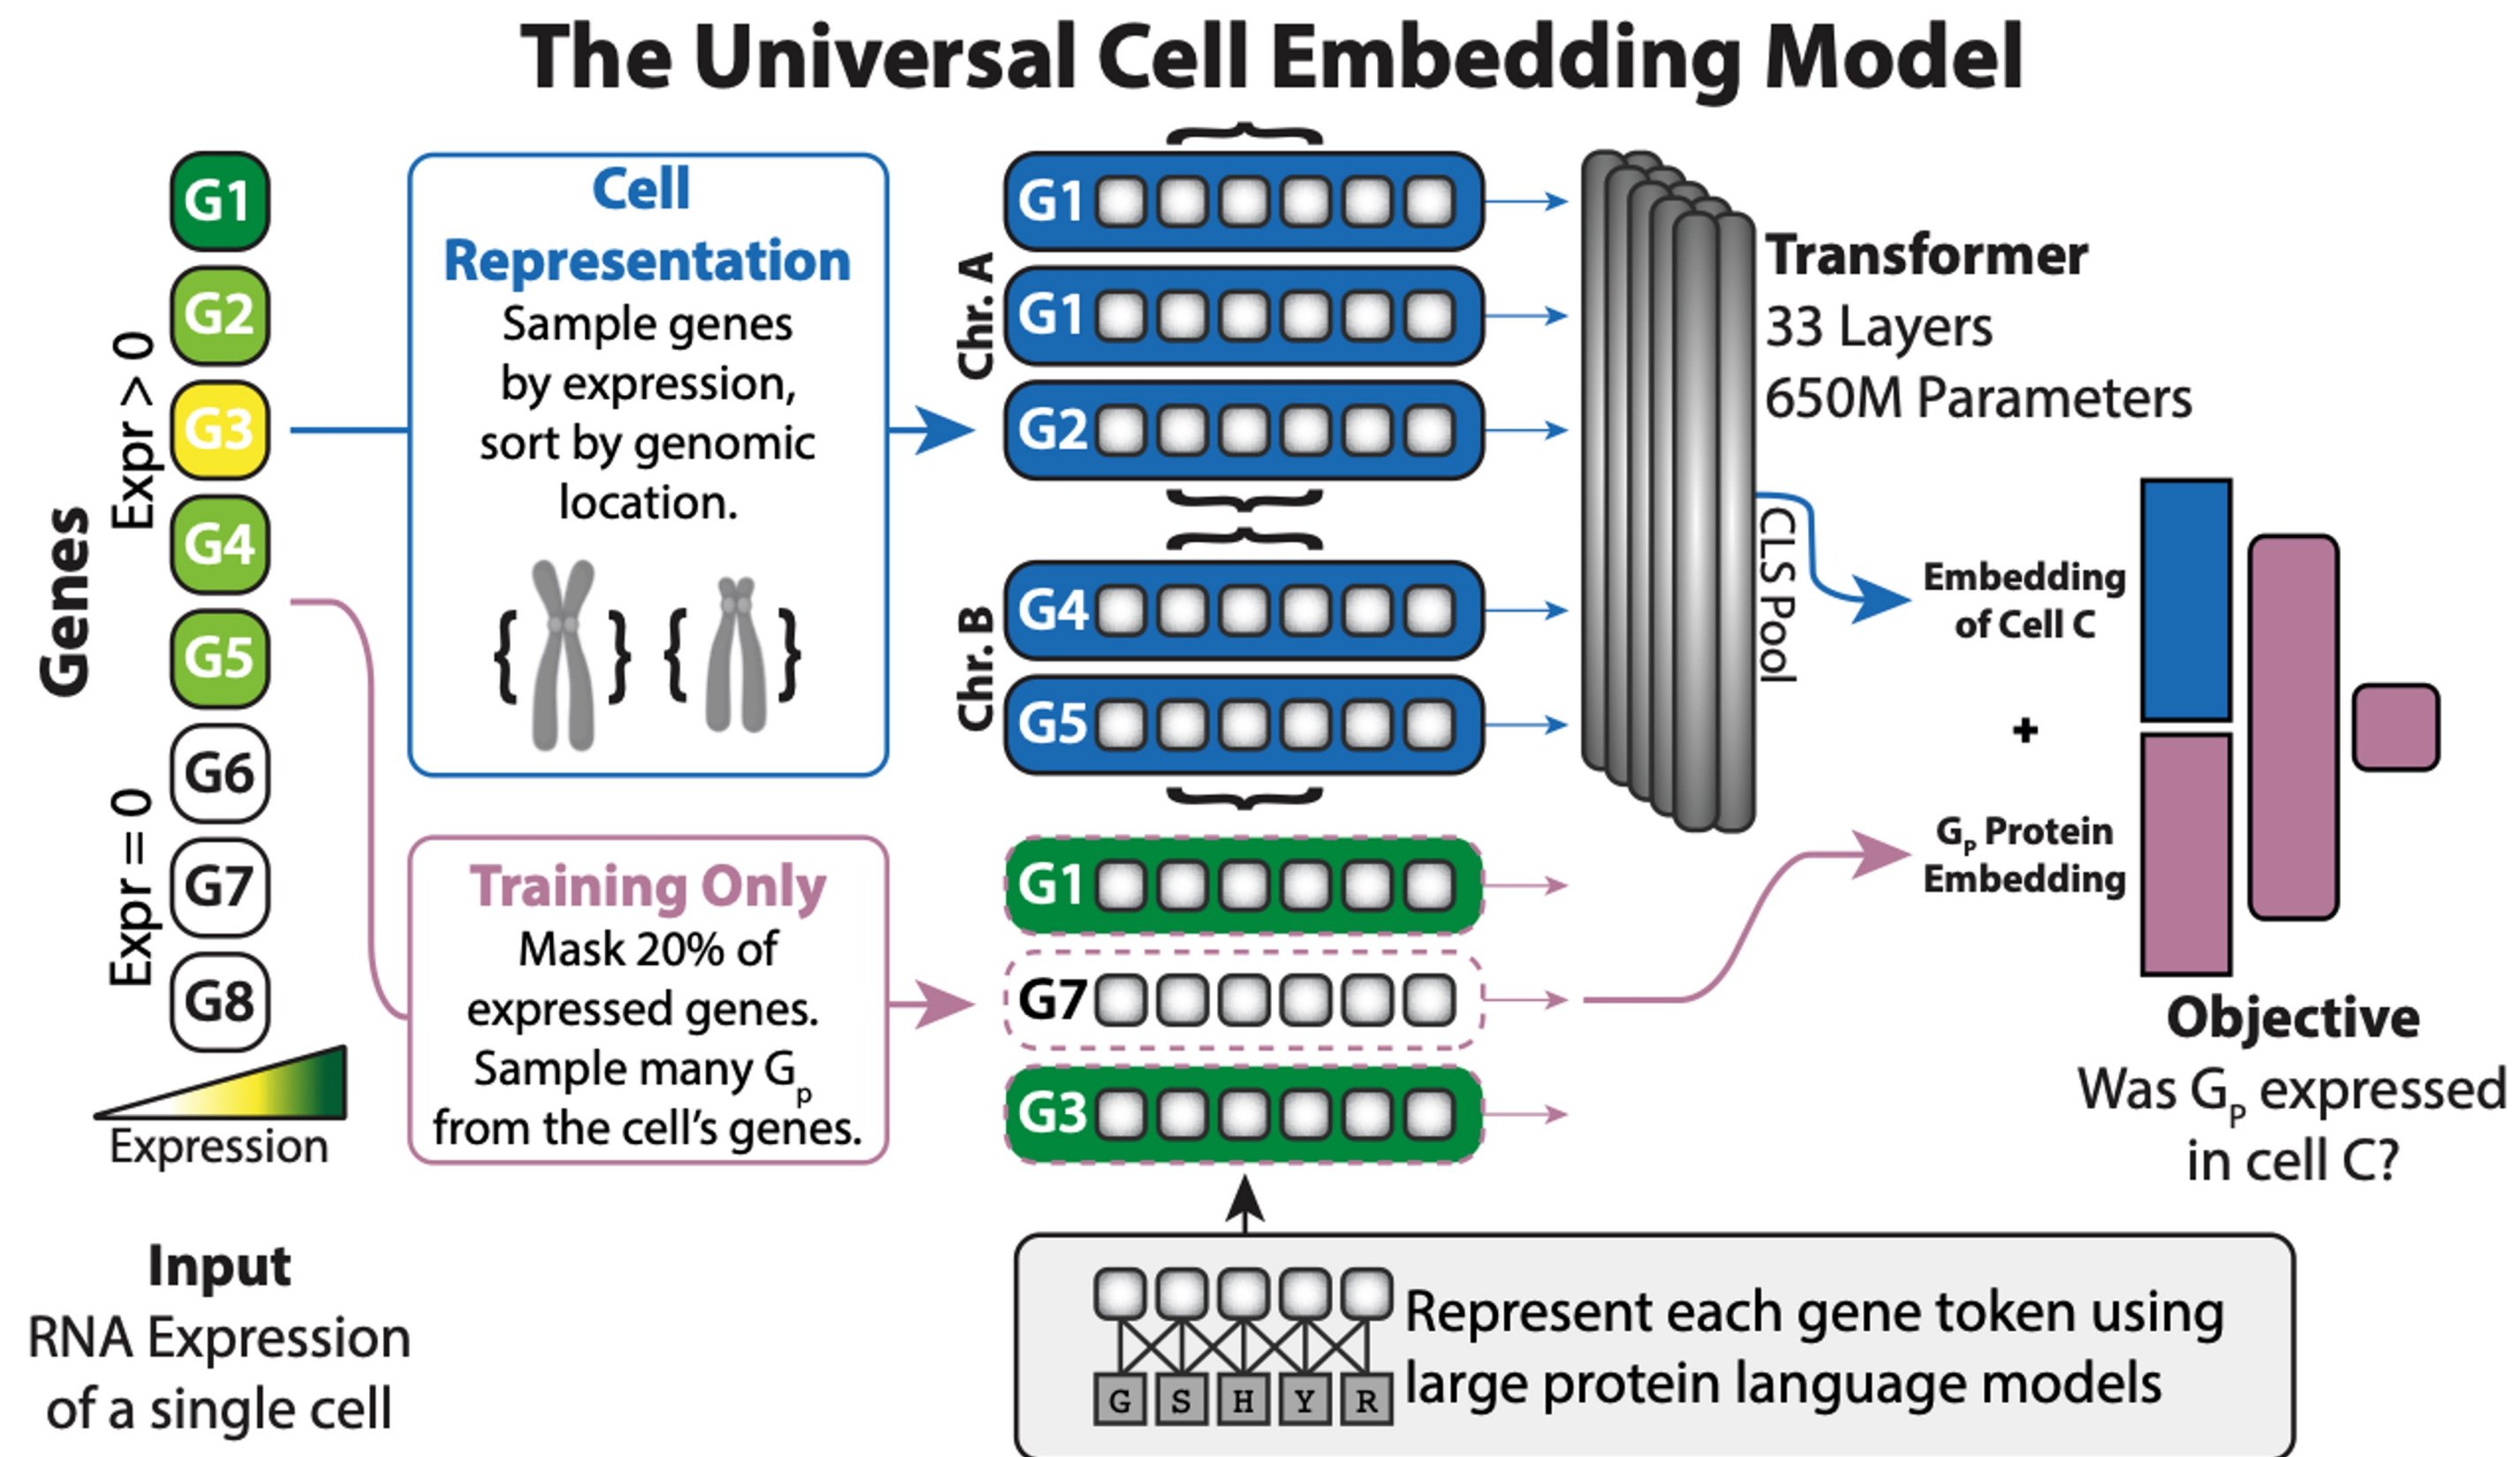 The Universal Cell Embedding Model
Genes
Expr > 0
Expr = 0
G1
G2
G3
G4
G5
G6
G7
G8
Expression
Input
RNA Expression
of a single cell
Cell
Representation
Sample genes
by expression,
sort by genomic
location.
{ } { }
Training Only
Mask 20% of
expressed genes.
Sample many Gp
from the cell's genes.
Chr. A
G1
G1
G2
Chr. B
G4
G5
G1
G7
G3
Transformer
33 Layers
650M Parameters
CLS Pool
Embedding
of Cell C
+
GP Protein
Embedding
Objective
Was GP expressed
in cell C?
G S H Y R
Represent each gene token using
large protein language models